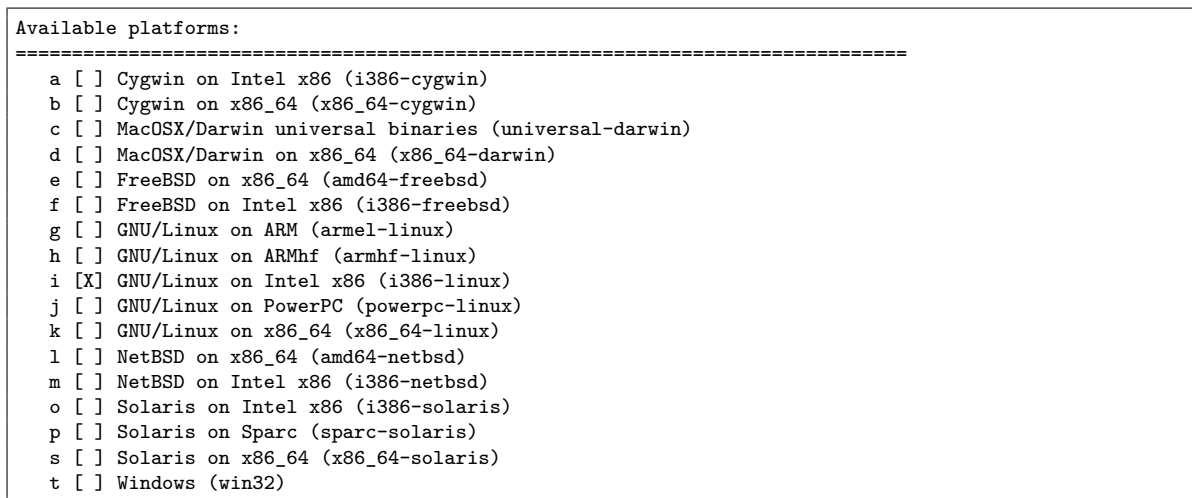 Available platforms:
===============================================================================
a [ ] Cygwin on Intel x86 (i386-cygwin)
b [ ] Cygwin on x86_64 (x86_64-cygwin)
c [ ] MacOSX/Darwin universal binaries (universal-darwin)
d [ ] MacOSX/Darwin on x86_64 (x86_64-darwin)
e [ ] FreeBSD on x86_64 (amd64-freebsd)
f [ ] FreeBSD on Intel x86 (i386-freebsd)
g [ ] GNU/Linux on ARM (armel-linux)
h [ ] GNU/Linux on ARMhf (armhf-linux)
i [X] GNU/Linux on Intel x86 (i386-linux)
j [ ] GNU/Linux on PowerPC (powerpc-linux)
k [ ] GNU/Linux on x86_64 (x86_64-linux)
l [ ] NetBSD on x86_64 (amd64-netbsd)
m [ ] NetBSD on Intel x86 (i386-netbsd)
o [ ] Solaris on Intel x86 (i386-solaris)
p [ ] Solaris on Sparc (sparc-solaris)
s [ ] Solaris on x86_64 (x86_64-solaris)
t [ ] Windows (win32)